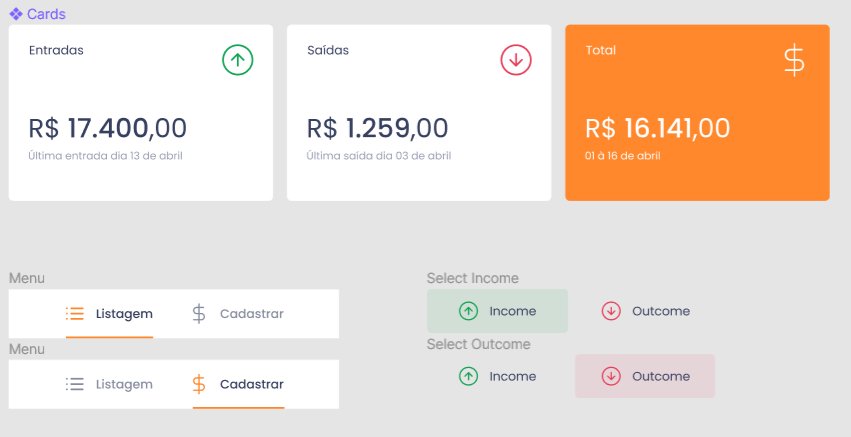 Cards
Entradas
R$ 17.400,00
Última entrada dia 13 de abril
Saídas
R$ 1.259,00
Última saída dia 03 de abril
Total
R$ 16.141,00
01 à 16 de abril
Menu
Listagem
Cadastrar
Menu
Listagem
Cadastrar
Select Income
Income
Outcome
Select Outcome
Income
Outcome